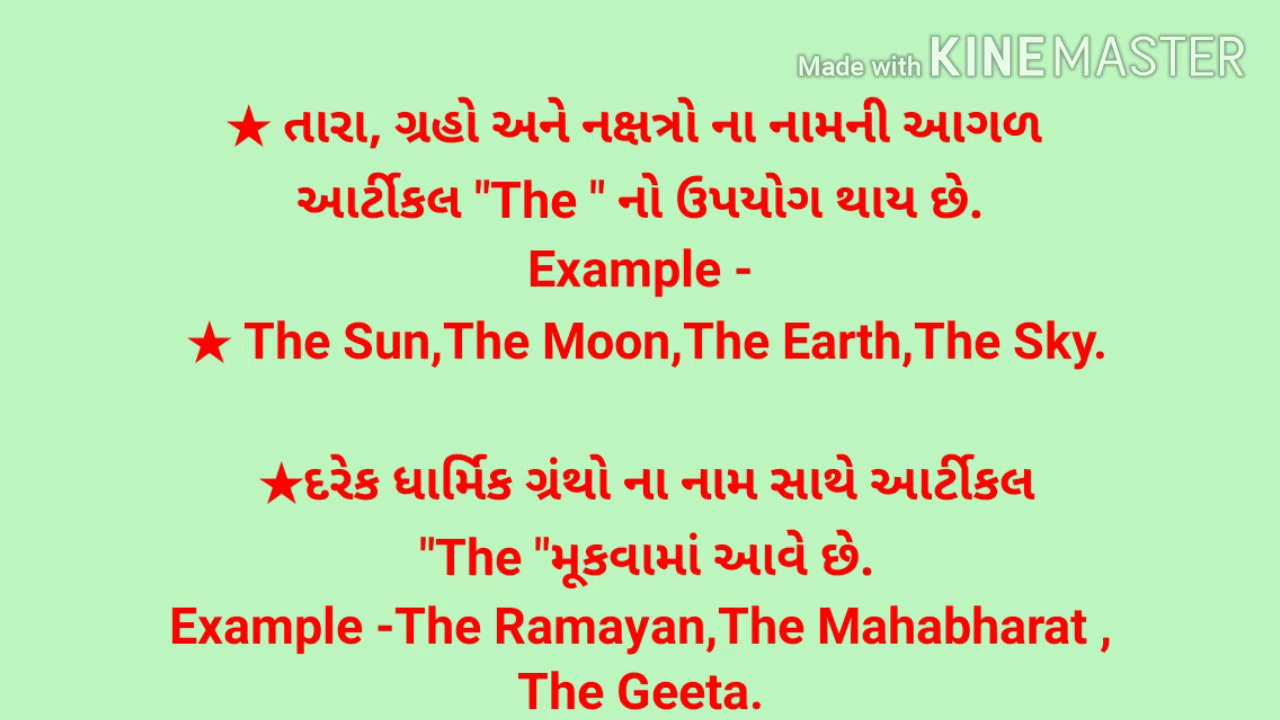 Made with KINEMASTER
★ તારા, ગ્રહો અને નક્ષત્રો ના નામની આગળ
આર્ટીકલ "The " નો ઉપયોગ થાય છે.
Example -
★ The Sun,The Moon,The Earth,The Sky.
★દરેક ધાર્મિક ગ્રંથો ના નામ સાથે આર્ટીકલ
"The "મૂકવામાં આવે છે.
Example -The Ramayan,The Mahabharat ,
The Geeta.